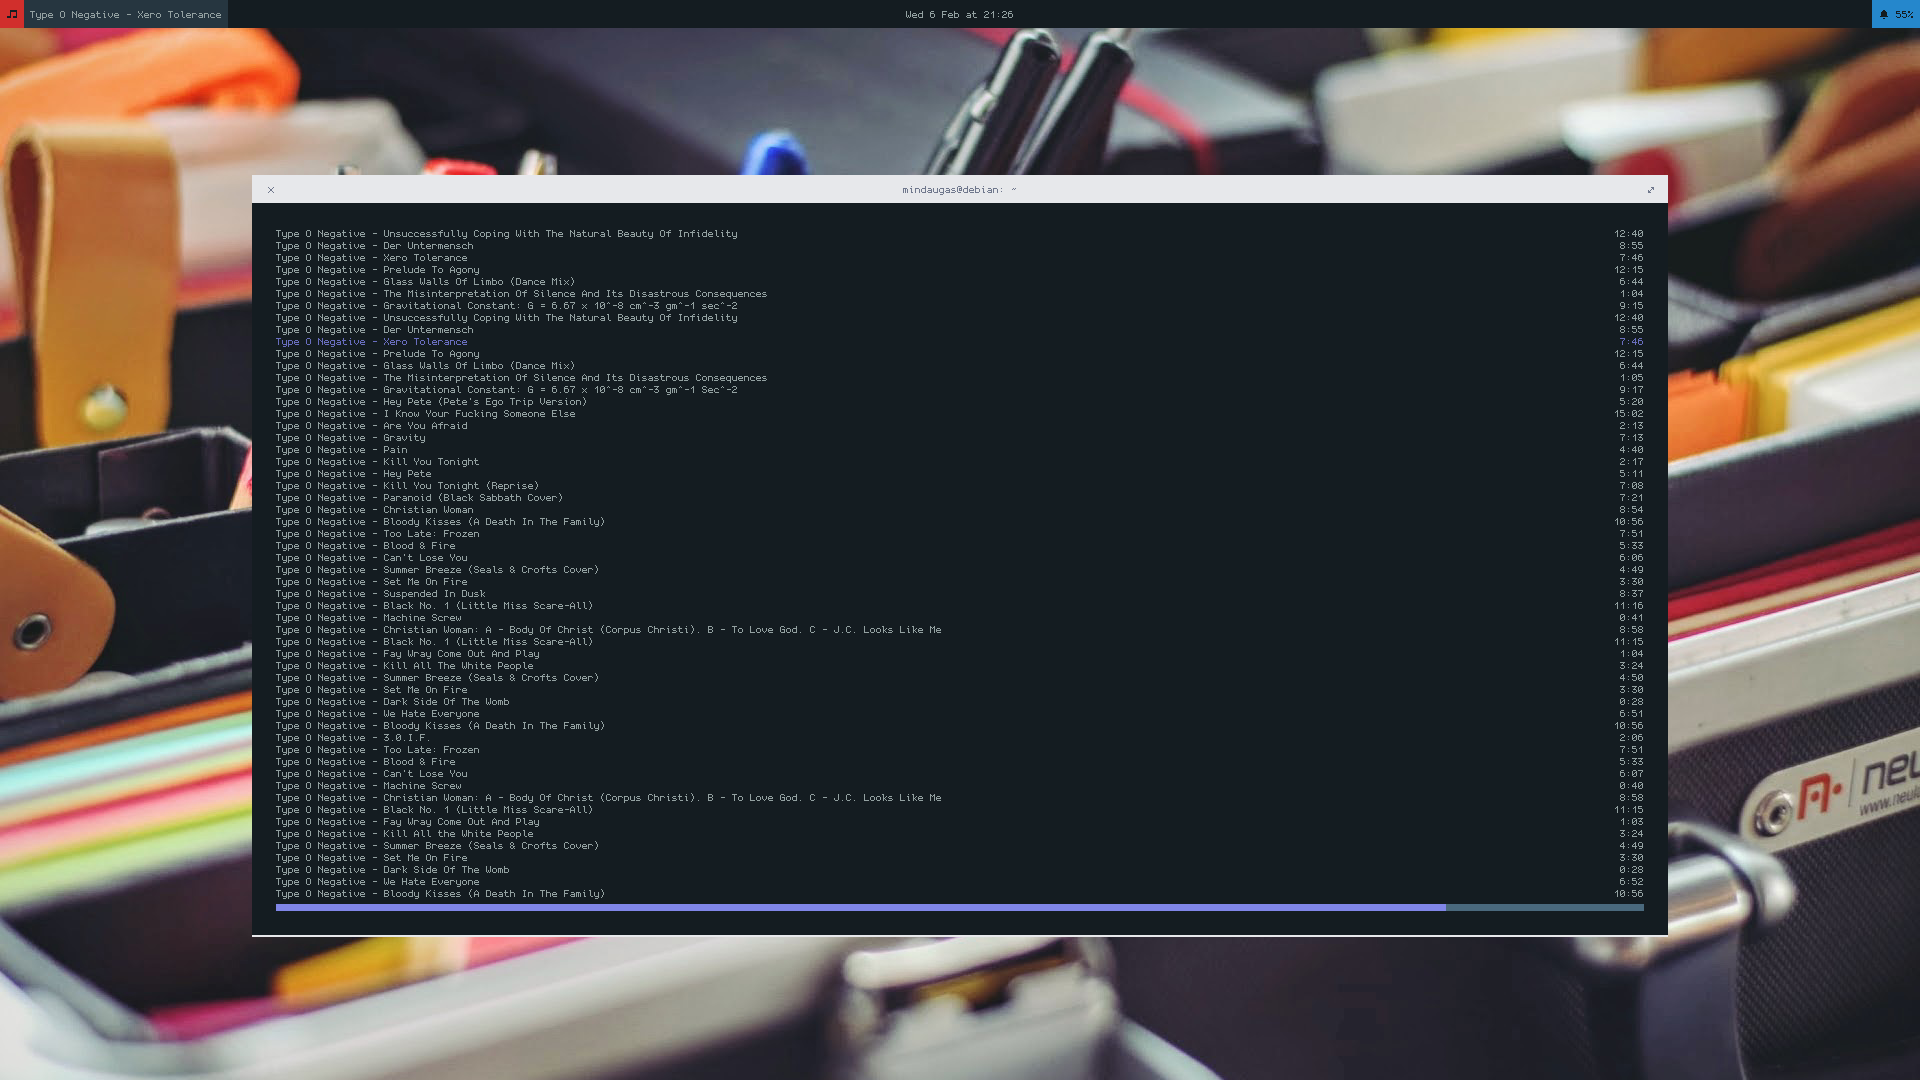 Type O Negative - Xero Tolerance
Wed 6 Feb at 21:26
55%
mindaugas@debian: ~
Type O Negative - Unsuccessfully Coping With The Natural Beauty Of Infidelity 12:40
Type O Negative - Der Untermensch 8:55
Type O Negative - Xero Tolerance 7:46
Type O Negative - Prelude To Agony 12:15
Type O Negative - Glass Walls Of Limbo (Dance Mix) 6:44
Type O Negative - The Misinterpretation Of Silence And Its Disastrous Consequences 1:04
Type O Negative - Gravitational Constant: G = 6.67 x 10^-8 cm^-3 gm^-1 sec^-2 9:15
Type O Negative - Unsuccessfully Coping With The Natural Beauty Of Infidelity 12:40
Type O Negative - Der Untermensch 8:55
Type O Negative - Xero Tolerance 7:46
Type O Negative - Prelude To Agony 12:15
Type O Negative - Glass Walls Of Limbo (Dance Mix) 6:44
Type O Negative - The Misinterpretation Of Silence And Its Disastrous Consequences 1:05
Type O Negative - Gravitational Constant: G = 6.67 x 10^-8 cm^-3 gm^-1 Sec^-2 9:17
Type O Negative - Hey Pete (Pete's Ego Trip Version) 5:20
Type O Negative - I Know Your Fucking Someone Else 15:02
Type O Negative - Are You Afraid 2:13
Type O Negative - Gravity 7:13
Type O Negative - Pain 4:40
Type O Negative - Kill You Tonight 2:17
Type O Negative - Hey Pete 5:11
Type O Negative - Kill You Tonight (Reprise) 7:08
Type O Negative - Paranoid (Black Sabbath Cover) 7:21
Type O Negative - Christian Woman 8:54
Type O Negative - Bloody Kisses (A Death In The Family) 10:56
Type O Negative - Too Late: Frozen 7:51
Type O Negative - Blood & Fire 5:33
Type O Negative - Can't Lose You 6:06
Type O Negative - Summer Breeze (Seals & Crofts Cover) 4:49
Type O Negative - Set Me On Fire 3:30
Type O Negative - Suspended In Dusk 8:37
Type O Negative - Black No. 1 (Little Miss Scare-All) 11:16
Type O Negative - Machine Screw 0:41
Type O Negative - Christian Woman: A - Body Of Christ (Corpus Christi). B - To Love God. C - J.C. Looks Like Me 8:58
Type O Negative - Black No. 1 (Little Miss Scare-All) 11:15
Type O Negative - Fay Wray Come Out And Play 1:04
Type O Negative - Kill All The White People 3:24
Type O Negative - Summer Breeze (Seals & Crofts Cover) 4:50
Type O Negative - Set Me On Fire 3:30
Type O Negative - Dark Side Of The Womb 0:28
Type O Negative - We Hate Everyone 6:51
Type O Negative - Bloody Kisses (A Death In The Family) 10:56
Type O Negative - 3.0.I.F. 2:06
Type O Negative - Too Late: Frozen 7:51
Type O Negative - Blood & Fire 5:33
Type O Negative - Can't Lose You 6:07
Type O Negative - Machine Screw 0:40
Type O Negative - Christian Woman: A - Body Of Christ (Corpus Christi). B - To Love God. C - J.C. Looks Like Me 8:58
Type O Negative - Black No. 1 (Little Miss Scare-All) 11:15
Type O Negative - Fay Wray Come Out And Play 1:03
Type O Negative - Kill All the White People 3:24
Type O Negative - Summer Breeze (Seals & Crofts Cover) 4:49
Type O Negative - Set Me On Fire 3:30
Type O Negative - Dark Side Of The Womb 0:28
Type O Negative - We Hate Everyone 6:52
Type O Negative - Bloody Kisses (A Death In The Family) 10:56